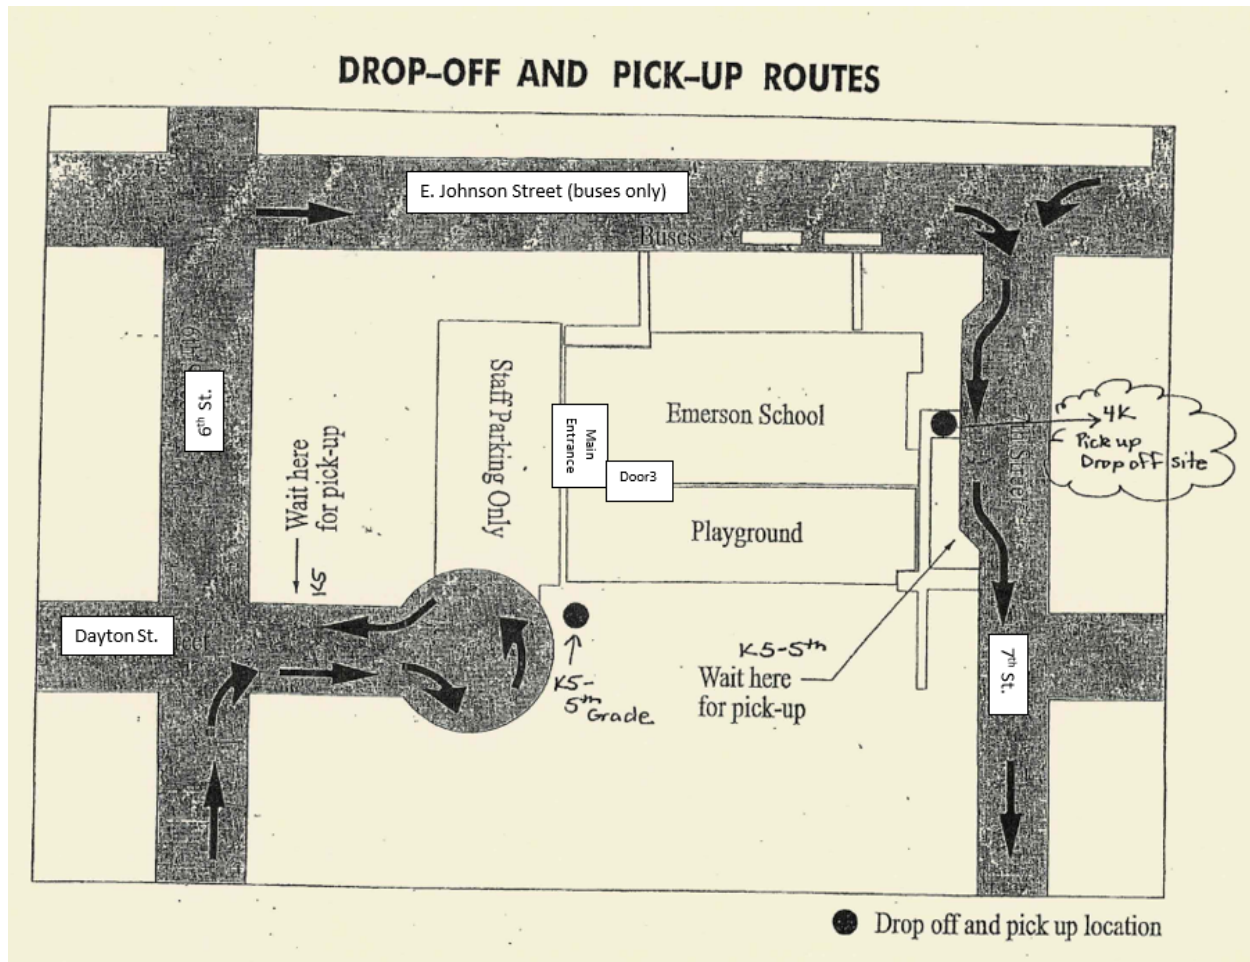 DROP–OFF AND PICK–UP ROUTES
E. Johnson Street (buses only)
Buses
6th St.
Wait here
for pick-up
K5
Staff Parking Only
Main
Entrance
Emerson School
Door3
Playground
4K
Pick up
Drop off site
Street
Dayton St.
K5-
5th
Grade
K5-5th
Wait here
for pick-up
7th St.
Drop off and pick up location